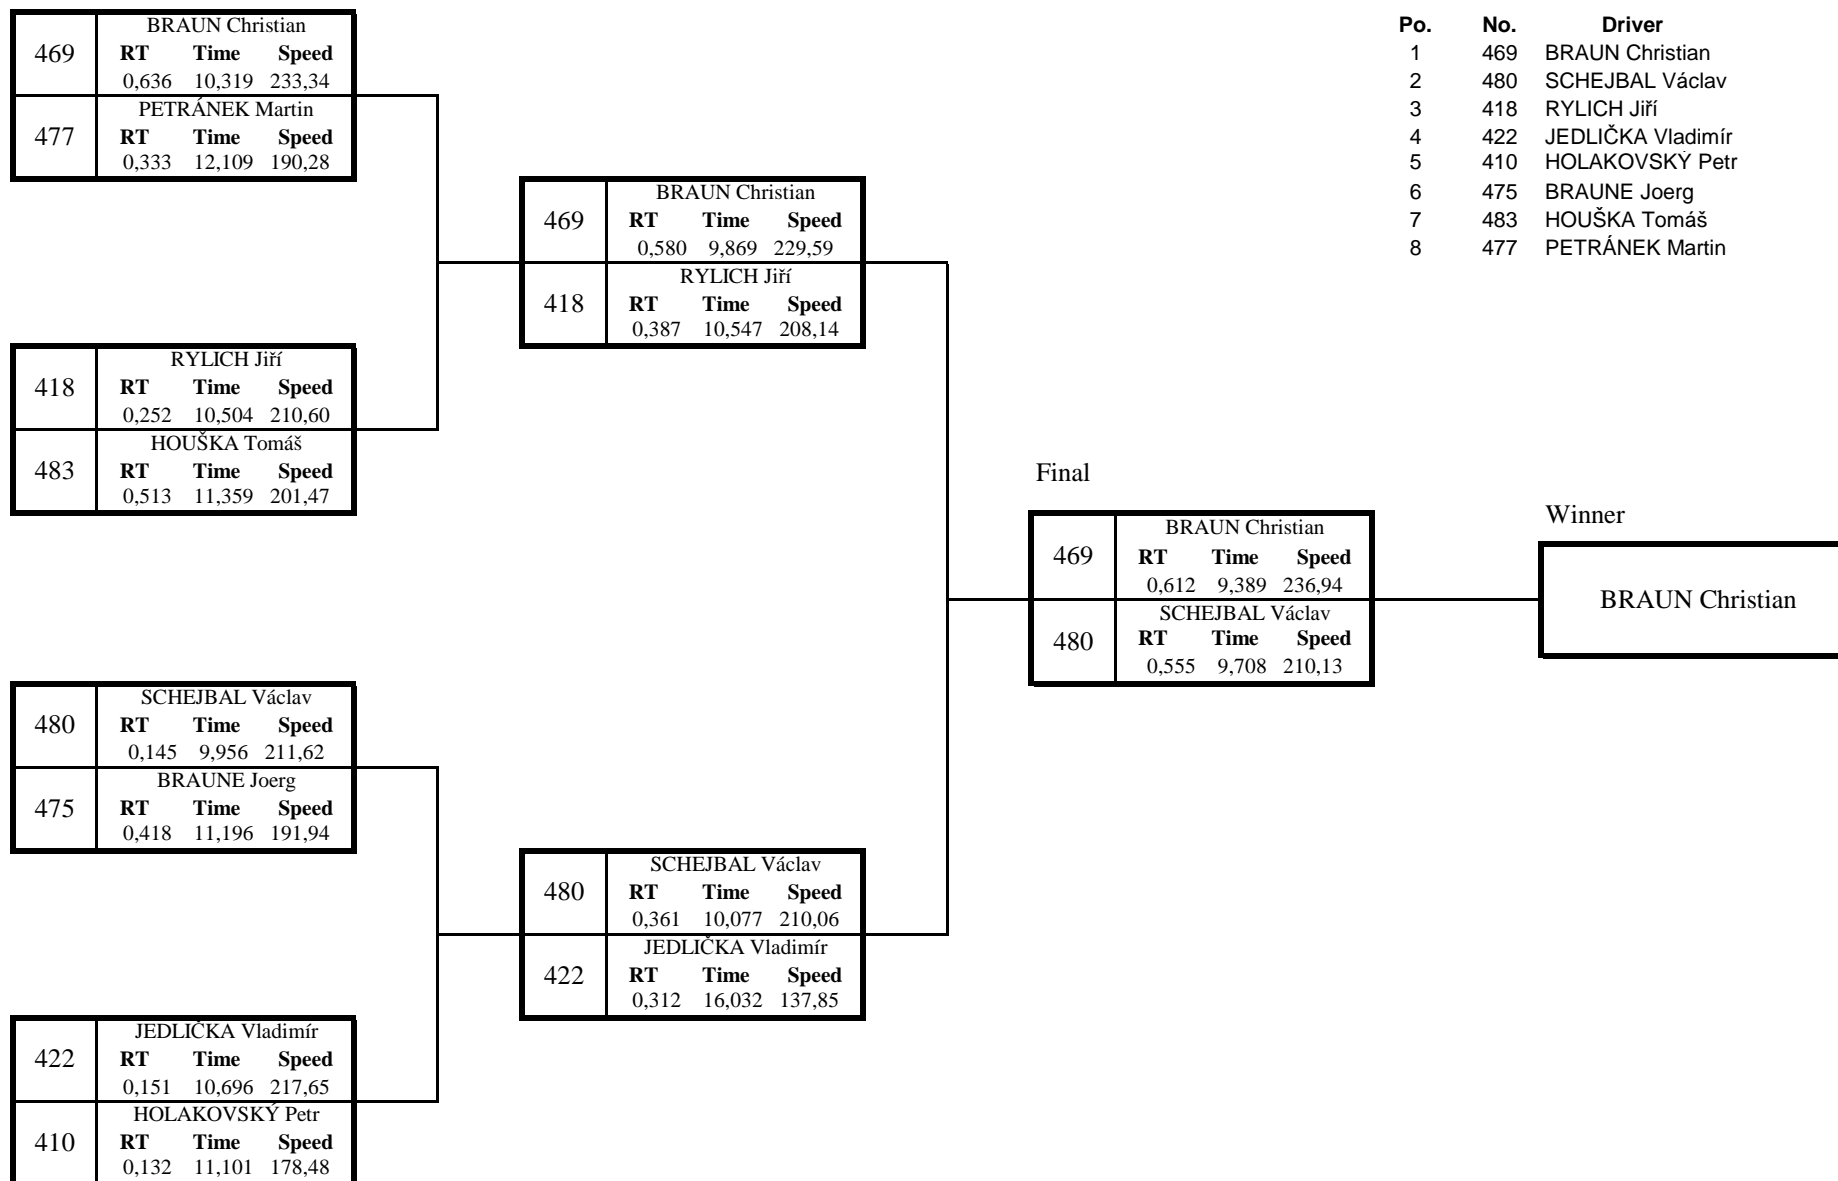 BRAUN Christian
469 RT Time Speed
0,636 10,319 233,34
PETRÁNEK Martin
477 RT Time Speed
0,333 12,109 190,28
RYLICH Jiří
418 RT Time Speed
0,252 10,504 210,60
HOUŠKA Tomáš
483 RT Time Speed
0,513 11,359 201,47
SCHEJBAL Václav
480 RT Time Speed
0,145 9,956 211,62
BRAUNE Joerg
475 RT Time Speed
0,418 11,196 191,94
JEDLIČKA Vladimír
422 RT Time Speed
0,151 10,696 217,65
HOLAKOVSKÝ Petr
410 RT Time Speed
0,132 11,101 178,48
BRAUN Christian
469 RT Time Speed
0,580 9,869 229,59
RYLICH Jiří
418 RT Time Speed
0,387 10,547 208,14
SCHEJBAL Václav
480 RT Time Speed
0,361 10,077 210,06
JEDLIČKA Vladimír
422 RT Time Speed
0,312 16,032 137,85
Final
BRAUN Christian
469 RT Time Speed
0,612 9,389 236,94
SCHEJBAL Václav
480 RT Time Speed
0,555 9,708 210,13
Winner
BRAUN Christian
Po. No. Driver
1 469 BRAUN Christian
2 480 SCHEJBAL Václav
3 418 RYLICH Jiří
4 422 JEDLIČKA Vladimír
5 410 HOLAKOVSKÝ Petr
6 475 BRAUNE Joerg
7 483 HOUŠKA Tomáš
8 477 PETRÁNEK Martin